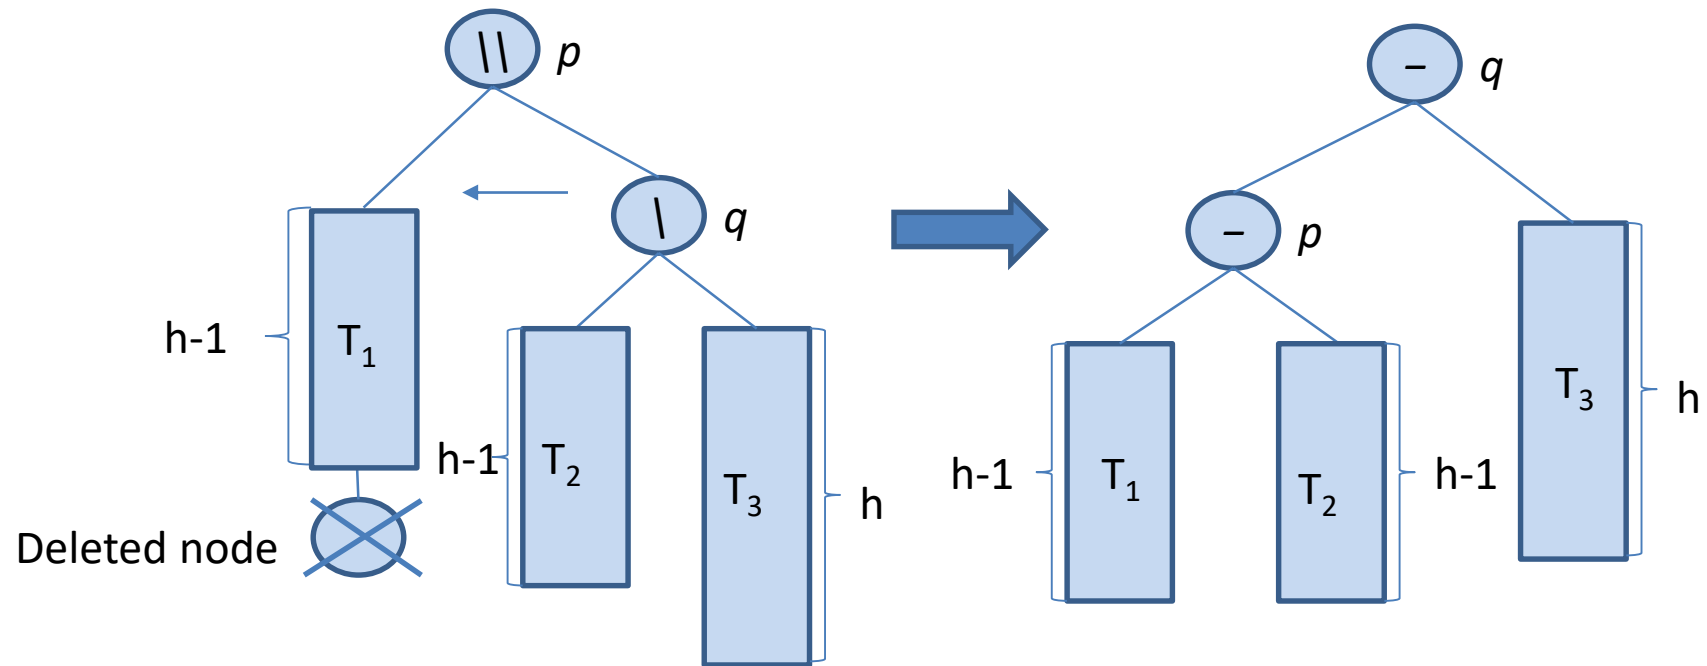 \\ p
– q
\ q
– p
h-1 T₁
h-1 T₂
T₃ h
h-1 T₁
T₂ h-1
T₃ h
Deleted node